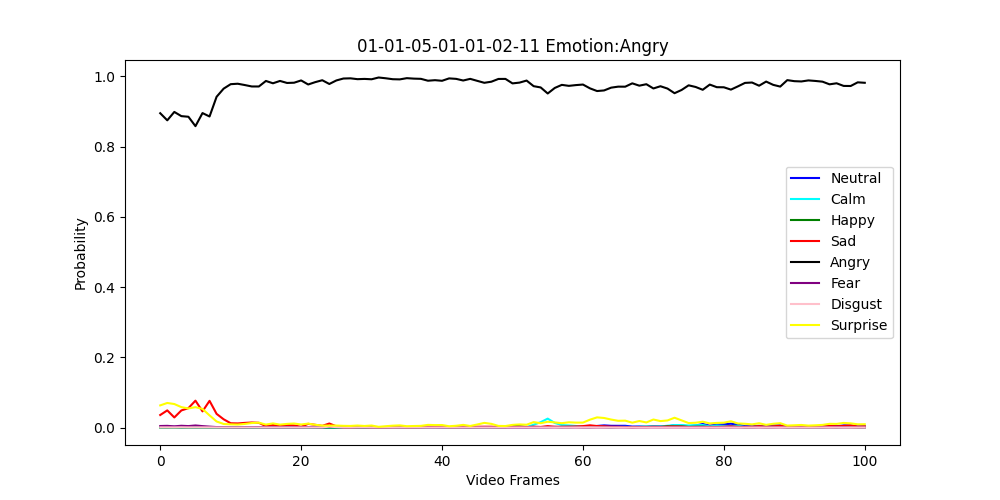 01-01-05-01-01-02-11 Emotion:Angry
1.0
0.8
0.6
0.4
0.2
0.0
Probability
0 20 40 60 80 100
Video Frames
Neutral
Calm
Happy
Sad
Angry
Fear
Disgust
Surprise